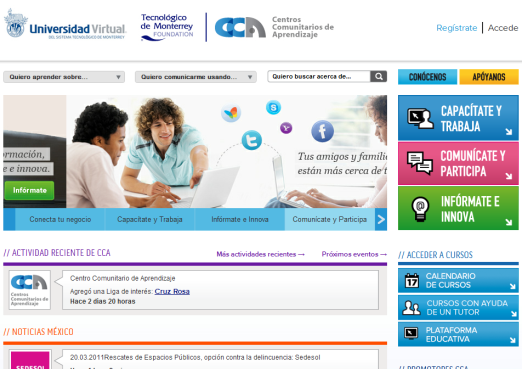 Universidad Virtual
DEL SISTEMA TECNOLÓGICO DE MONTERREY
Tecnológico
de Monterrey
FOUNDATION
CCA
Centros
Comunitarios de
Aprendizaje
Regístrate | Accede
Quiero aprender sobre...
Quiero comunicarme usando...
Quiero buscar acerca de...
CONÓCENOS
APÓYANOS
rmación,
e e innova.
Infórmate
Tus amigos y famili
están más cerca de t
Conecta tu negocio
Capacítate y Trabaja
Infórmate e Innova
Comunícate y Participa
CAPACÍTATE Y
TRABAJA
COMUNÍCATE Y
PARTICIPA
INFÓRMATE E
INNOVA
// ACTIVIDAD RECIENTE DE CCA
Más actividades recientes →
Próximos eventos →
CCA
Centros
Comunitarios de
Aprendizaje
Centro Comunitario de Aprendizaje
Agregó una Liga de interés: Cruz Rosa
Hace 2 días 20 horas
// ACCEDER A CURSOS
17
CALENDARIO
DE CURSOS
CURSOS CON AYUDA
DE UN TUTOR
PLATAFORMA
EDUCATIVA
// NOTICIAS MÉXICO
SEDESOL
20.03.2011Rescates de Espacios Públicos, opción contra la delincuencia: Sedesol
// PROMOTORES CCA